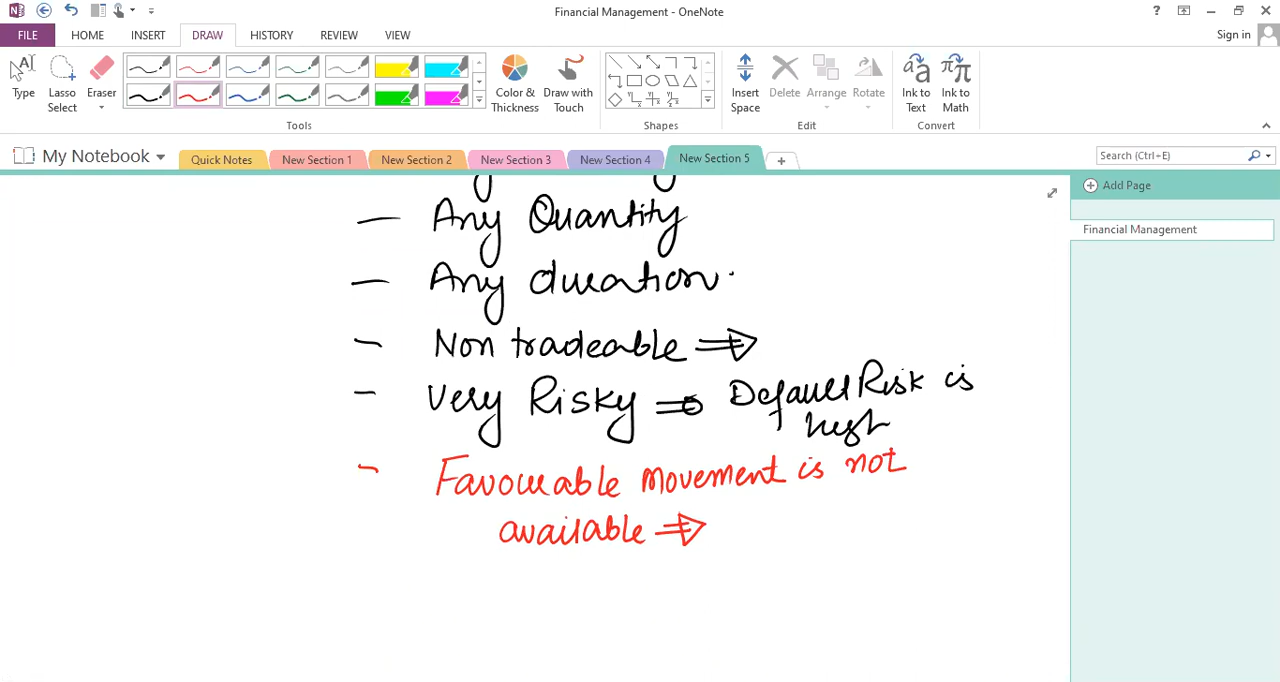 Financial Management - OneNote
?
FILE HOME INSERT DRAW HISTORY REVIEW VIEW
Sign in
Type
Lasso Select
Eraser
Color & Thickness
Draw with Touch
Insert Space
Delete
Arrange
Rotate
Ink to Text
Ink to Math
Tools
Shapes
Edit
Convert
My Notebook
Quick Notes New Section 1 New Section 2 New Section 3 New Section 4 New Section 5
Search (Ctrl+E)
Add Page
Financial Management
— Any Quantity
— Any duration.
- Non tradeable ⇒
- Very Risky ⇒ Default Risk is
high
- Favourable movement is not
available ⇒